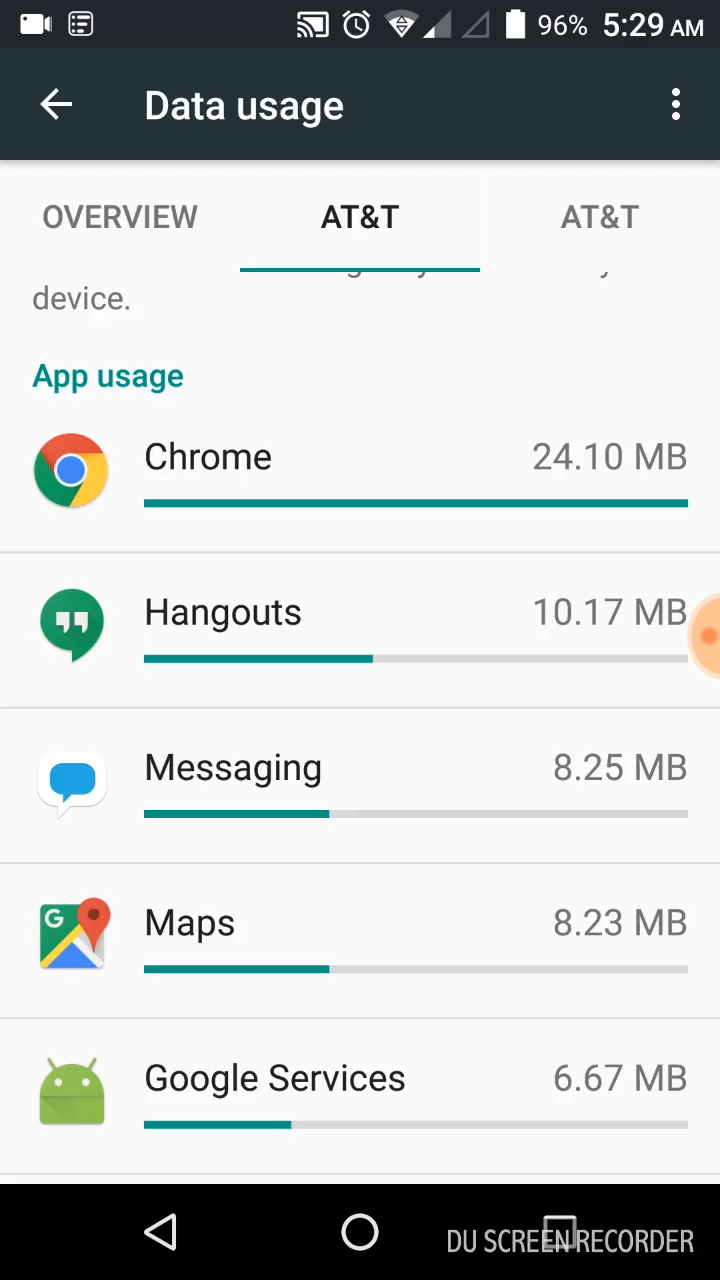 96% 5:29 AM
Data usage
OVERVIEW AT&T AT&T
device.
App usage
Chrome 24.10 MB
Hangouts 10.17 MB
Messaging 8.25 MB
G
Maps 8.23 MB
Google Services 6.67 MB
DU SCREEN RECORDER